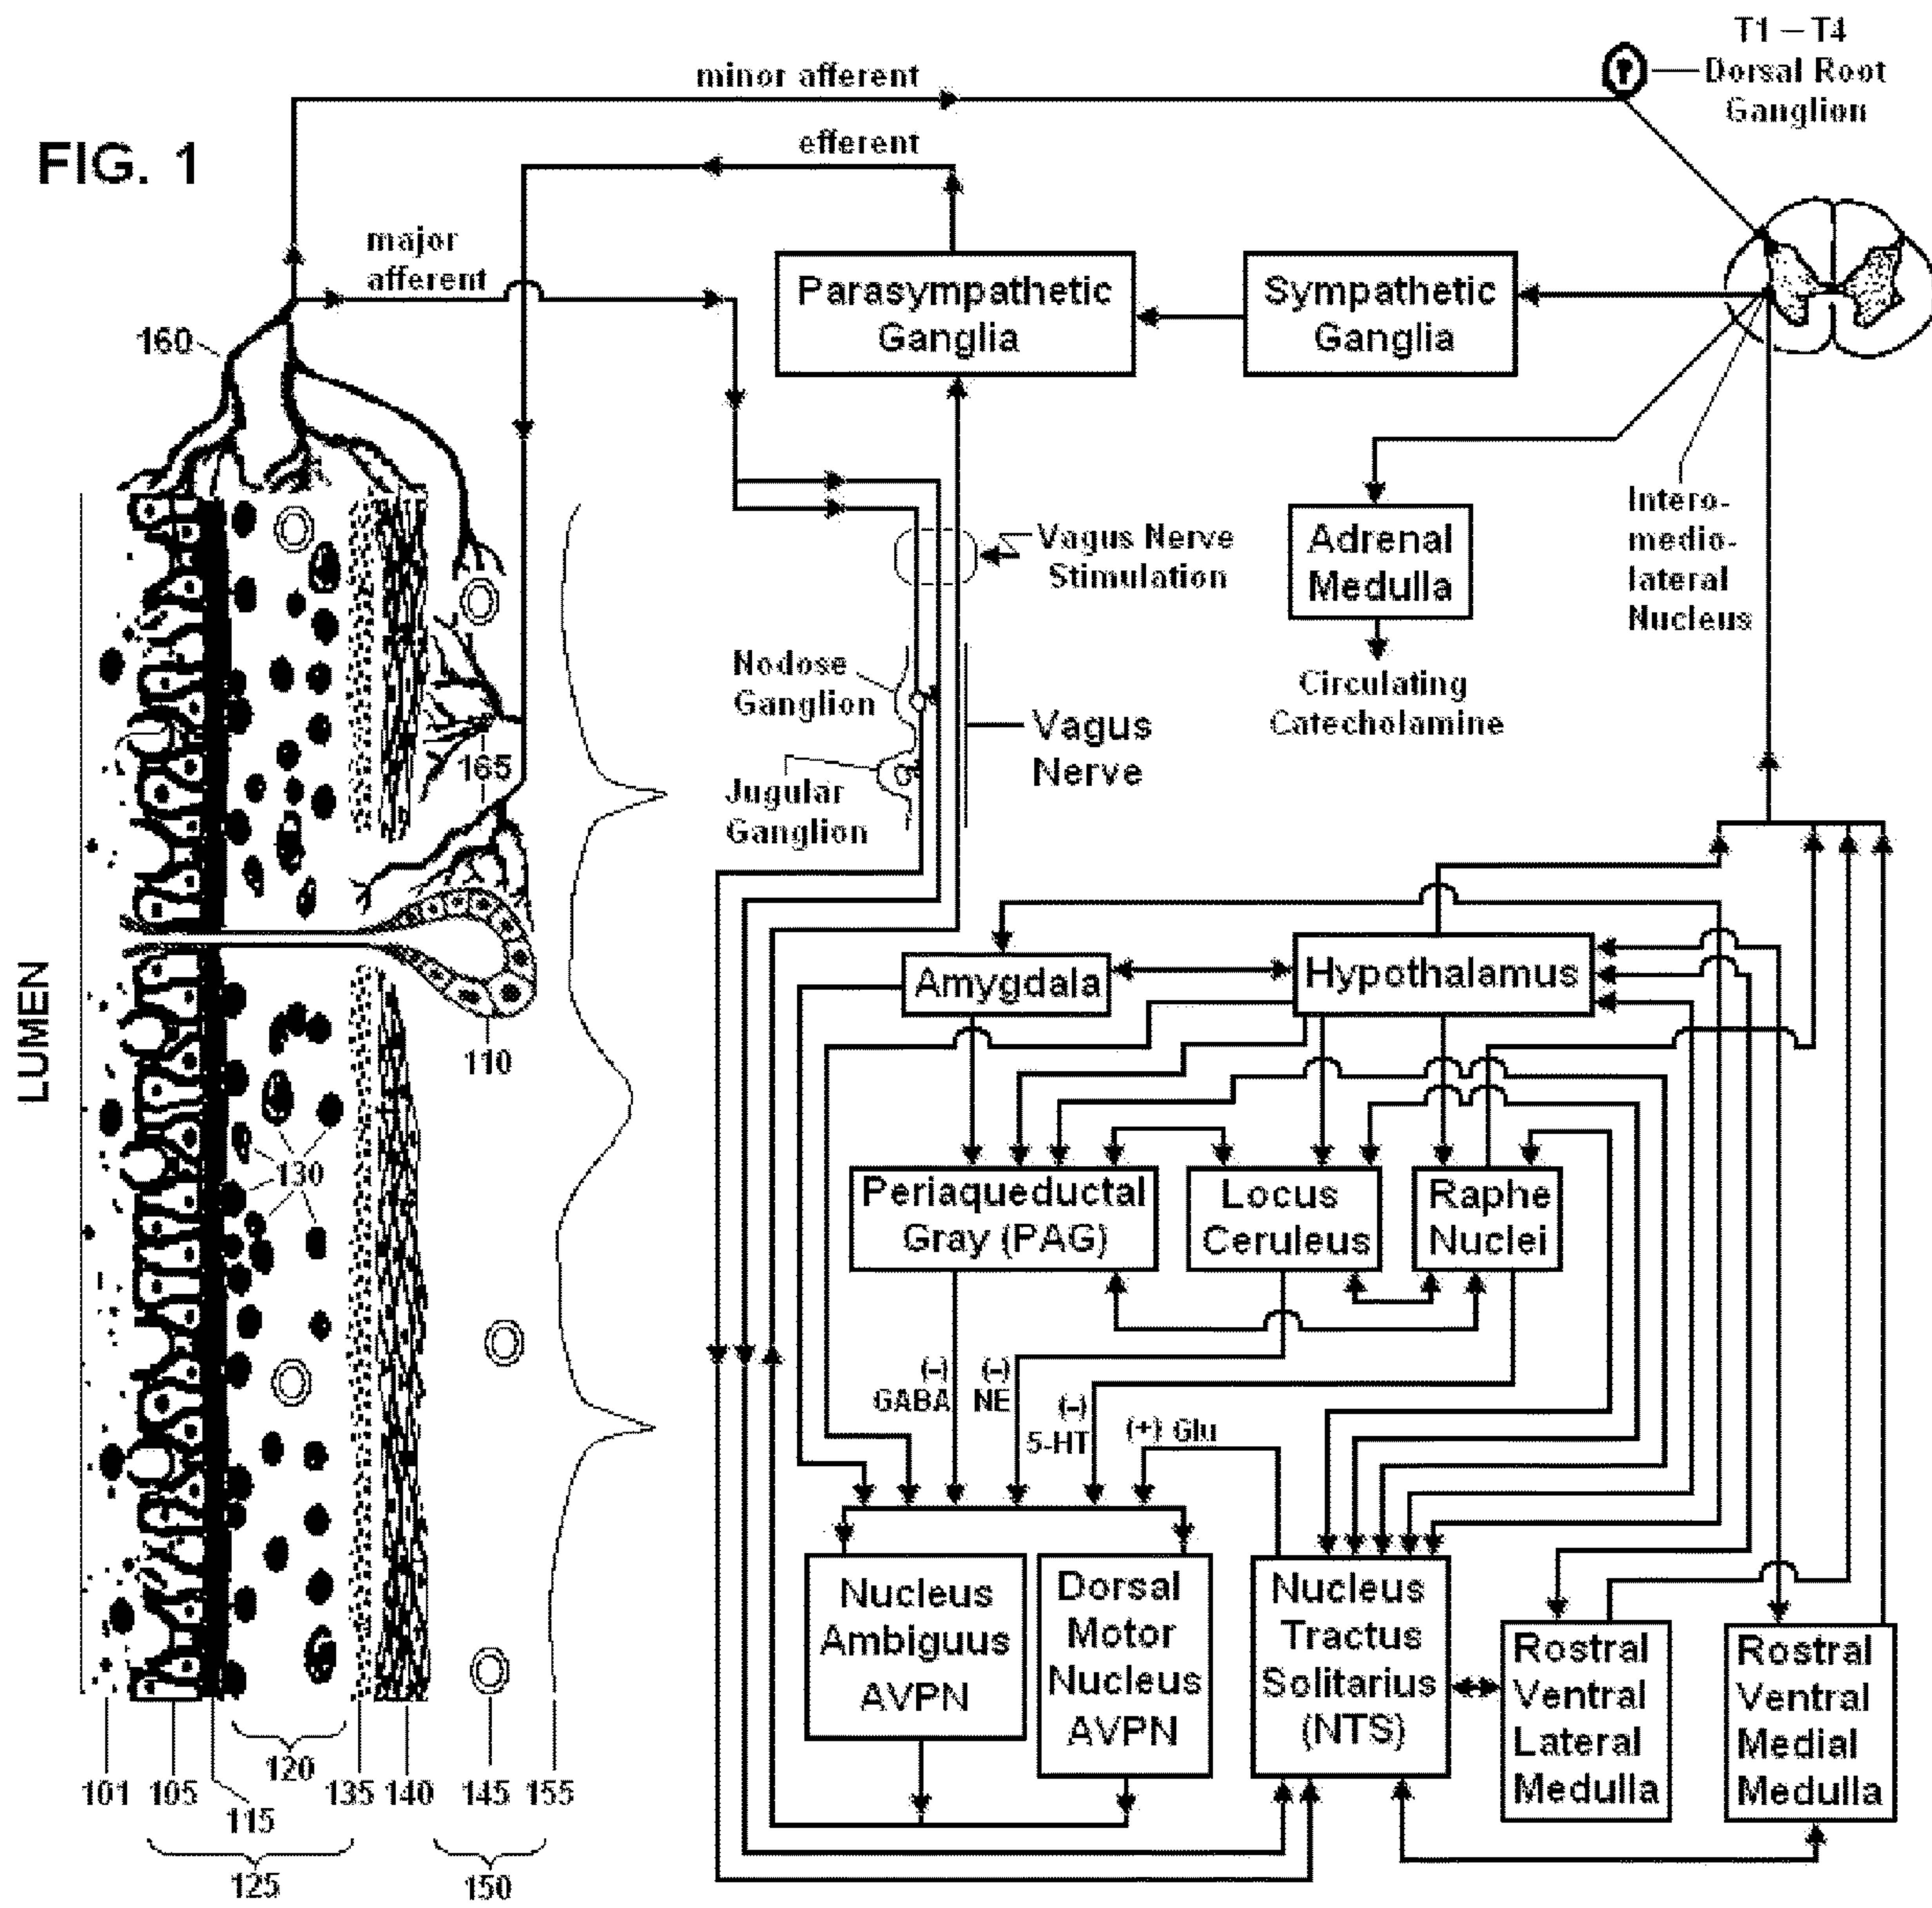 FIG. 1
minor afferent
T1 – T4
Dorsal Root
Ganglion
efferent
major
afferent
160
Parasympathetic
Ganglia
Sympathetic
Ganglia
Intero-
medio-
lateral
Nucleus
Vagus Nerve
Stimulation
Adrenal
Medulla
Circulating
Catecholamine
Nodose
Ganglion
Vagus
Nerve
Jugular
Ganglion
165
LUMEN
110
130
Amygdala
Hypothalamus
Periaqueductal
Gray (PAG)
Locus
Ceruleus
Raphe
Nuclei
(-)
GABA
(-)
NE
(-)
5-HT
(+) Glu
Nucleus
Ambiguus
AVPN
Dorsal
Motor
Nucleus
AVPN
Nucleus
Tractus
Solitarius
(NTS)
Rostral
Ventral
Lateral
Medulla
Rostral
Ventral
Medial
Medulla
101
105
115
120
125
135
140
145
155
150